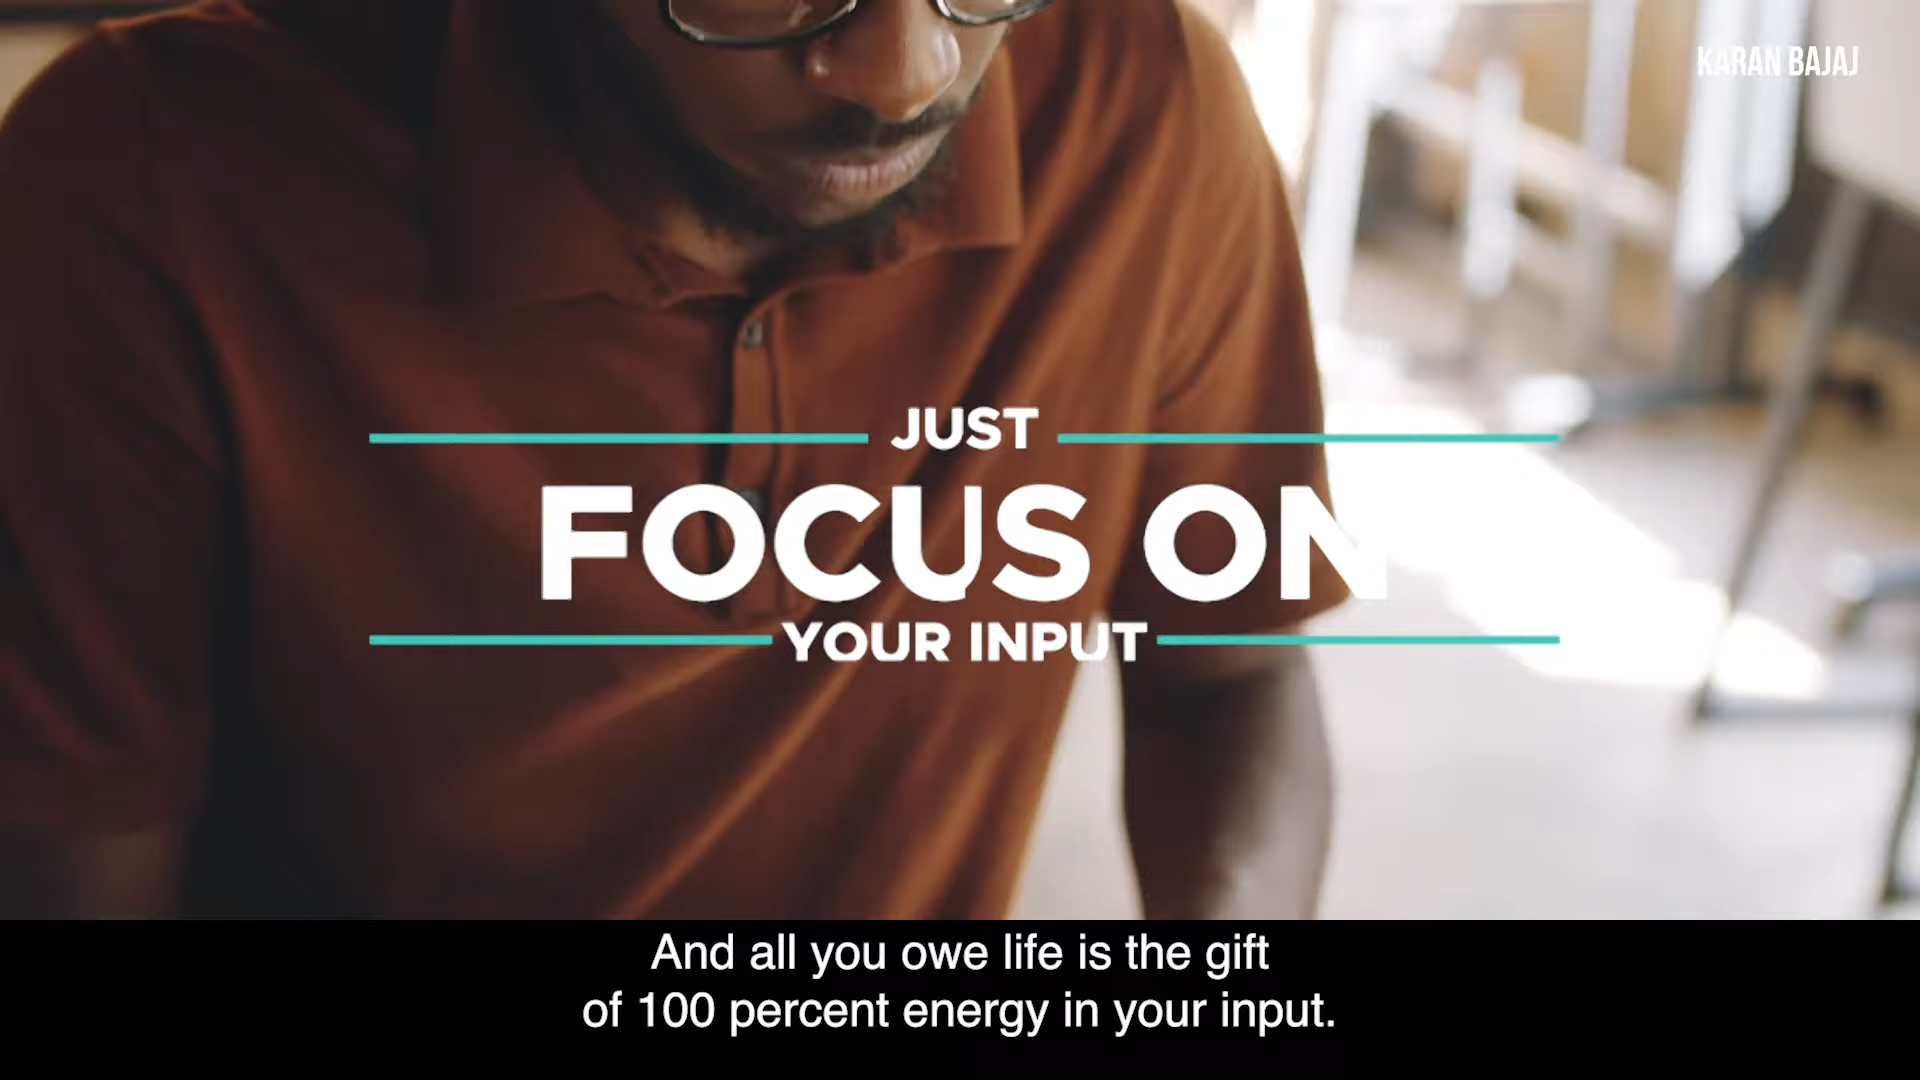 KARAN BAJAJ
JUST
FOCUS ON
YOUR INPUT
And all you owe life is the gift
of 100 percent energy in your input.